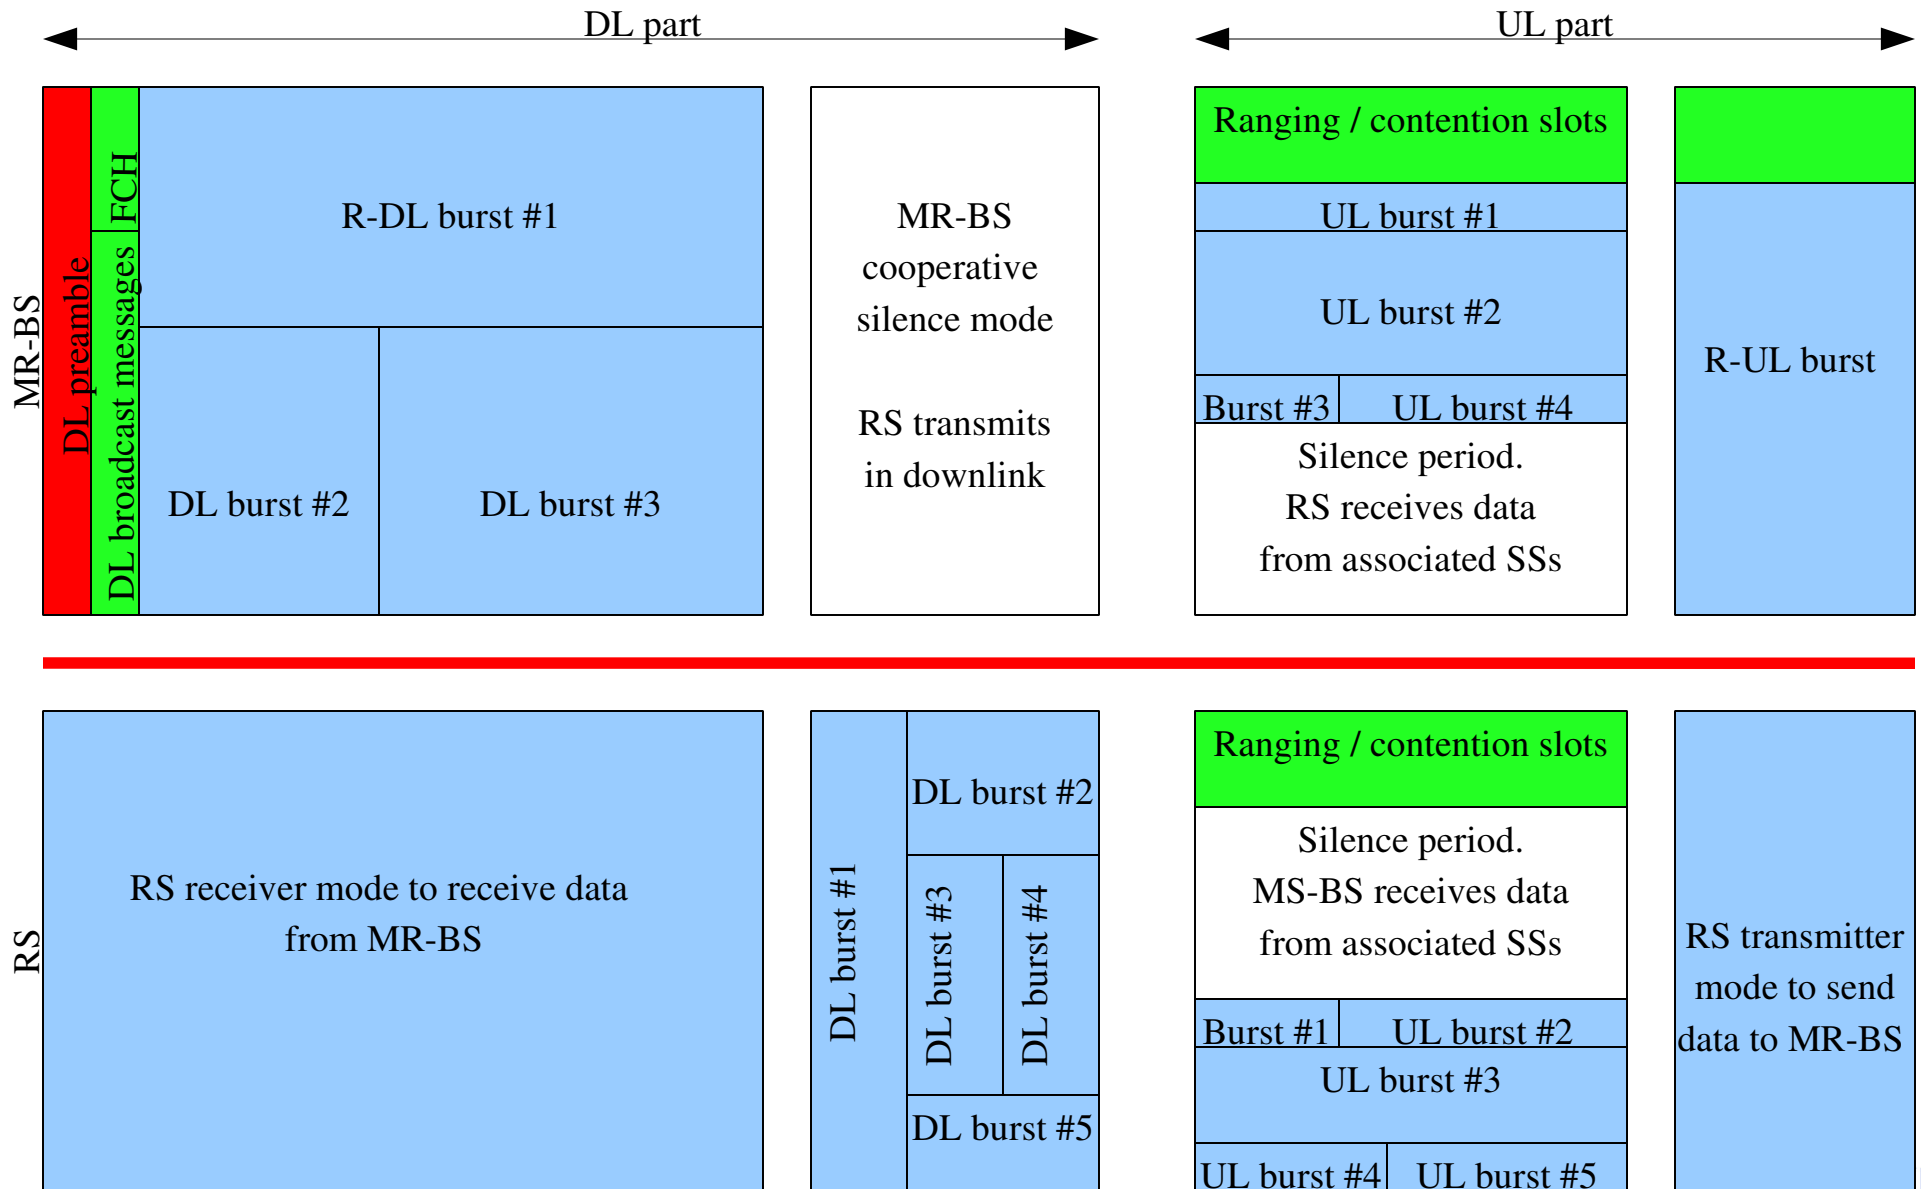 DL part
UL part
MR-BS
DL preamble
FCH
DL broadcast messages
R-DL burst #1
DL burst #2
DL burst #3
MR-BS
cooperative
silence mode
RS transmits
in downlink
Ranging / contention slots
UL burst #1
UL burst #2
Burst #3
UL burst #4
Silence period.
RS receives data
from associated SSs
R-UL burst
RS
RS receiver mode to receive data
from MR-BS
DL burst #1
DL burst #2
DL burst #3
DL burst #4
DL burst #5
Ranging / contention slots
Silence period.
MS-BS receives data
from associated SSs
Burst #1
UL burst #2
UL burst #3
UL burst #4
UL burst #5
RS transmitter
mode to send
data to MR-BS